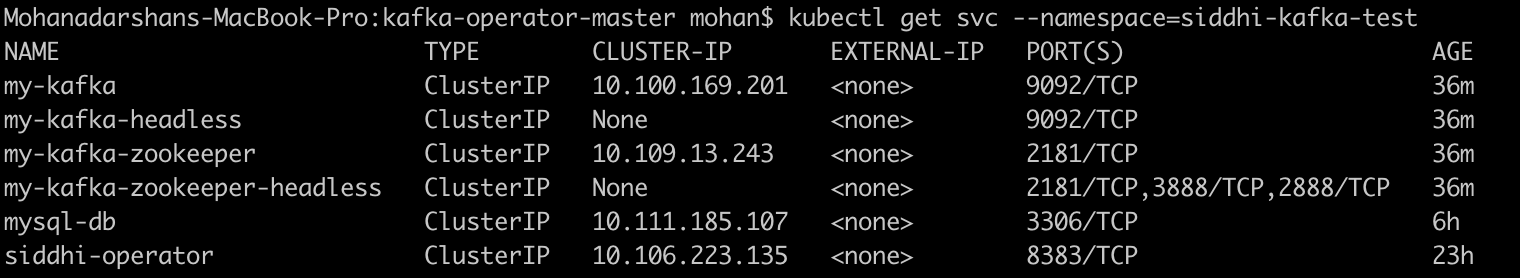 Mohanadarshans-MacBook-Pro:kafka-operator-master mohan$ kubectl get svc --namespace=siddhi-kafka-test
NAME TYPE CLUSTER-IP EXTERNAL-IP PORT(S) AGE
my-kafka ClusterIP 10.100.169.201 <none> 9092/TCP 36m
my-kafka-headless ClusterIP None <none> 9092/TCP 36m
my-kafka-zookeeper ClusterIP 10.109.13.243 <none> 2181/TCP 36m
my-kafka-zookeeper-headless ClusterIP None <none> 2181/TCP,3888/TCP,2888/TCP 36m
mysql-db ClusterIP 10.111.185.107 <none> 3306/TCP 6h
siddhi-operator ClusterIP 10.106.223.135 <none> 8383/TCP 23h